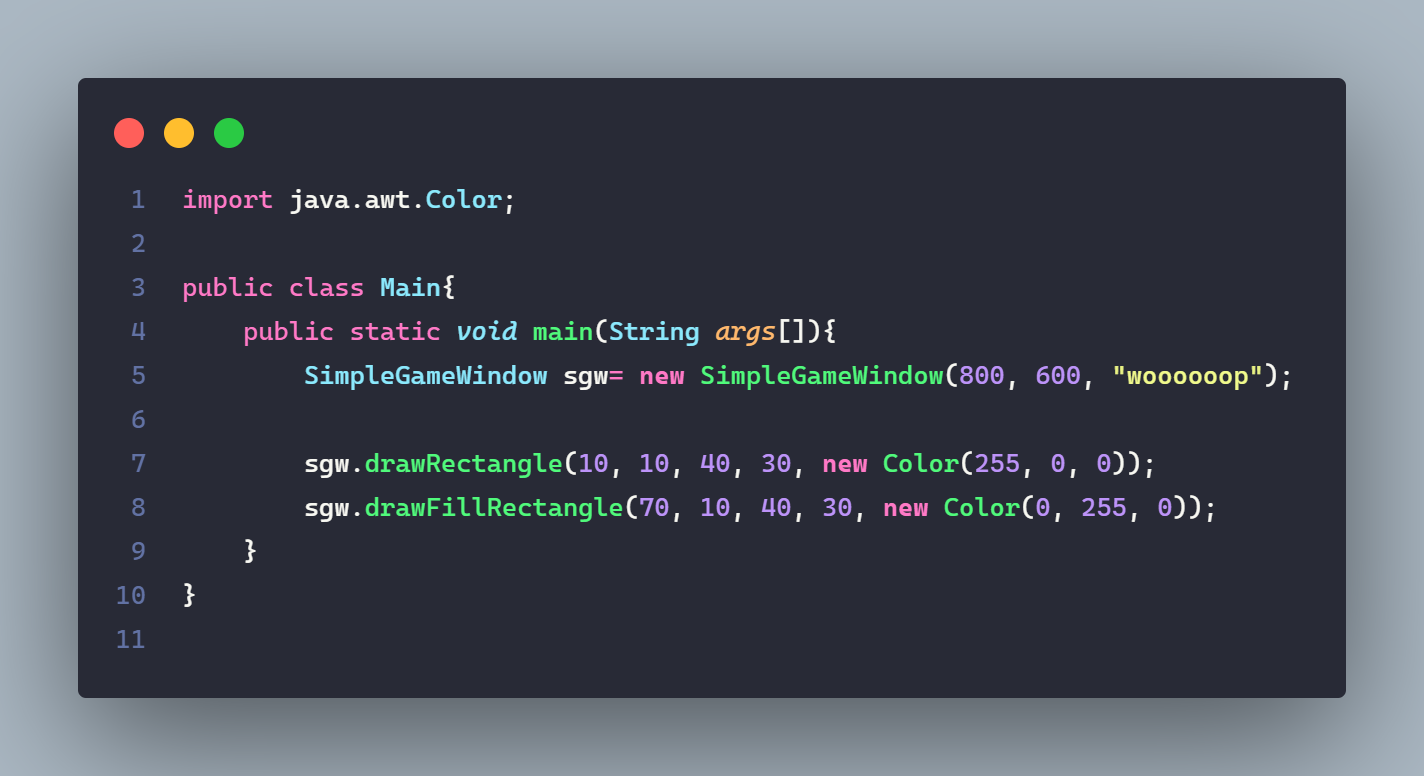 1 import java.awt.Color;
2
3 public class Main{
4     public static void main(String args[]){
5         SimpleGameWindow sgw= new SimpleGameWindow(800, 600, "woooooop");
6
7         sgw.drawRectangle(10, 10, 40, 30, new Color(255, 0, 0));
8         sgw.drawFillRectangle(70, 10, 40, 30, new Color(0, 255, 0));
9     }
10 }
11